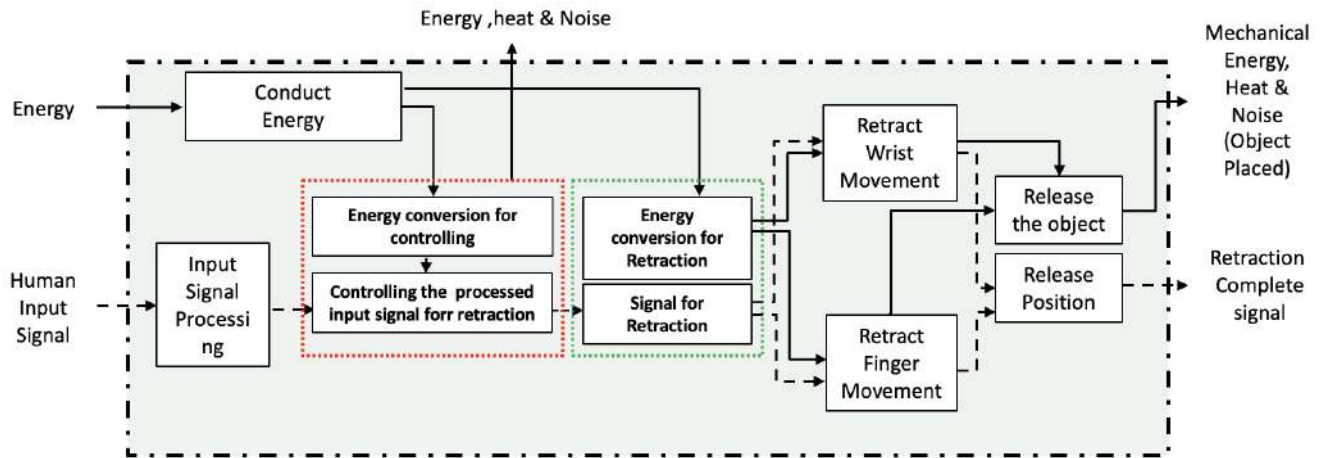 Energy ,heat & Noise
Mechanical
Energy,
Heat &
Noise
(Object
Placed)
Energy
Conduct
Energy
Retract
Wrist
Movement
Energy conversion for
controlling
Energy
conversion for
Retraction
Release
the object
Human
Input
Signal
Input
Signal
Processi
ng
Controlling the processed
input signal forr retraction
Signal for
Retraction
Retract
Finger
Movement
Release
Position
Retraction
Complete
signal